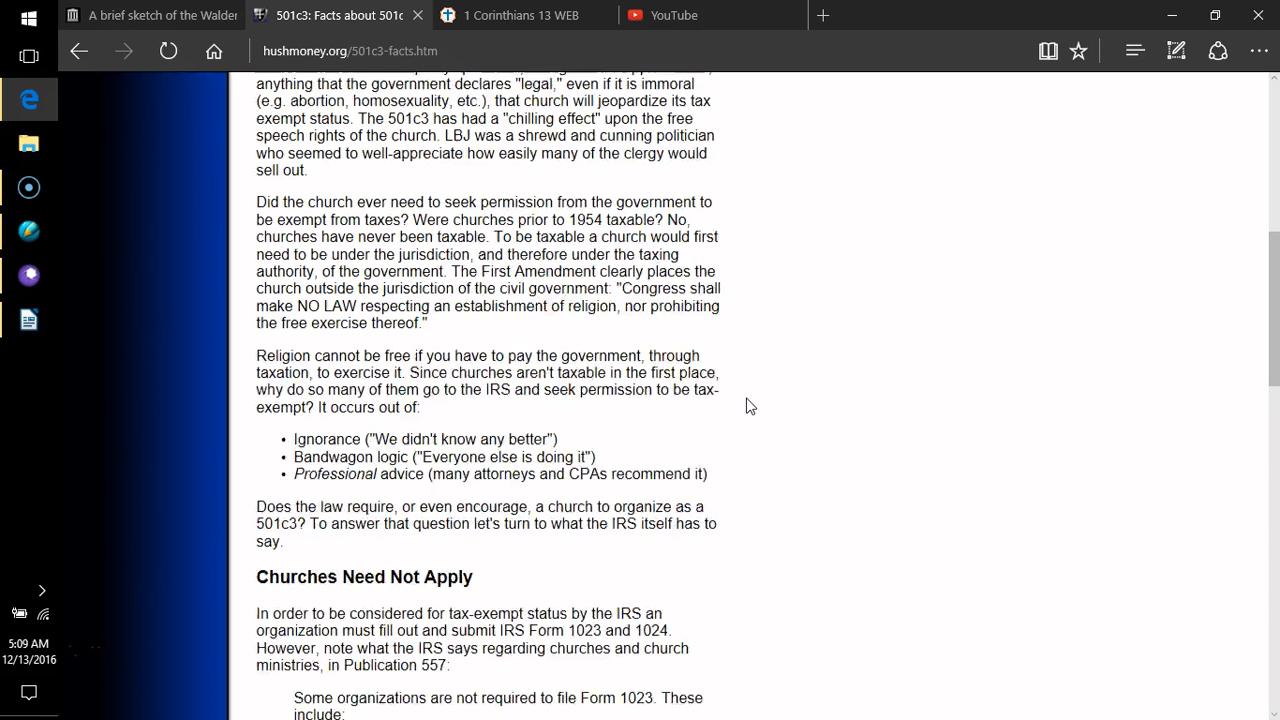 A brief sketch of the Walden
501c3: Facts about 501c
1 Corinthians 13 WEB
YouTube
hushmoney.org/501c3-facts.htm
anything that the government declares "legal," even if it is immoral
(e.g. abortion, homosexuality, etc.), that church will jeopardize its tax
exempt status. The 501c3 has had a "chilling effect" upon the free
speech rights of the church. LBJ was a shrewd and cunning politician
who seemed to well-appreciate how easily many of the clergy would
sell out.
Did the church ever need to seek permission from the government to
be exempt from taxes? Were churches prior to 1954 taxable? No,
churches have never been taxable. To be taxable a church would first
need to be under the jurisdiction, and therefore under the taxing
authority, of the government. The First Amendment clearly places the
church outside the jurisdiction of the civil government: "Congress shall
make NO LAW respecting an establishment of religion, nor prohibiting
the free exercise thereof."
Religion cannot be free if you have to pay the government, through
taxation, to exercise it. Since churches aren't taxable in the first place,
why do so many of them go to the IRS and seek permission to be tax-
exempt? It occurs out of:
• Ignorance ("We didn't know any better")
• Bandwagon logic ("Everyone else is doing it")
• Professional advice (many attorneys and CPAs recommend it)
Does the law require, or even encourage, a church to organize as a
501c3? To answer that question let's turn to what the IRS itself has to
say.
Churches Need Not Apply
In order to be considered for tax-exempt status by the IRS an
organization must fill out and submit IRS Form 1023 and 1024.
However, note what the IRS says regarding churches and church
ministries, in Publication 557:
Some organizations are not required to file Form 1023. These
include:
5:09 AM
12/13/2016